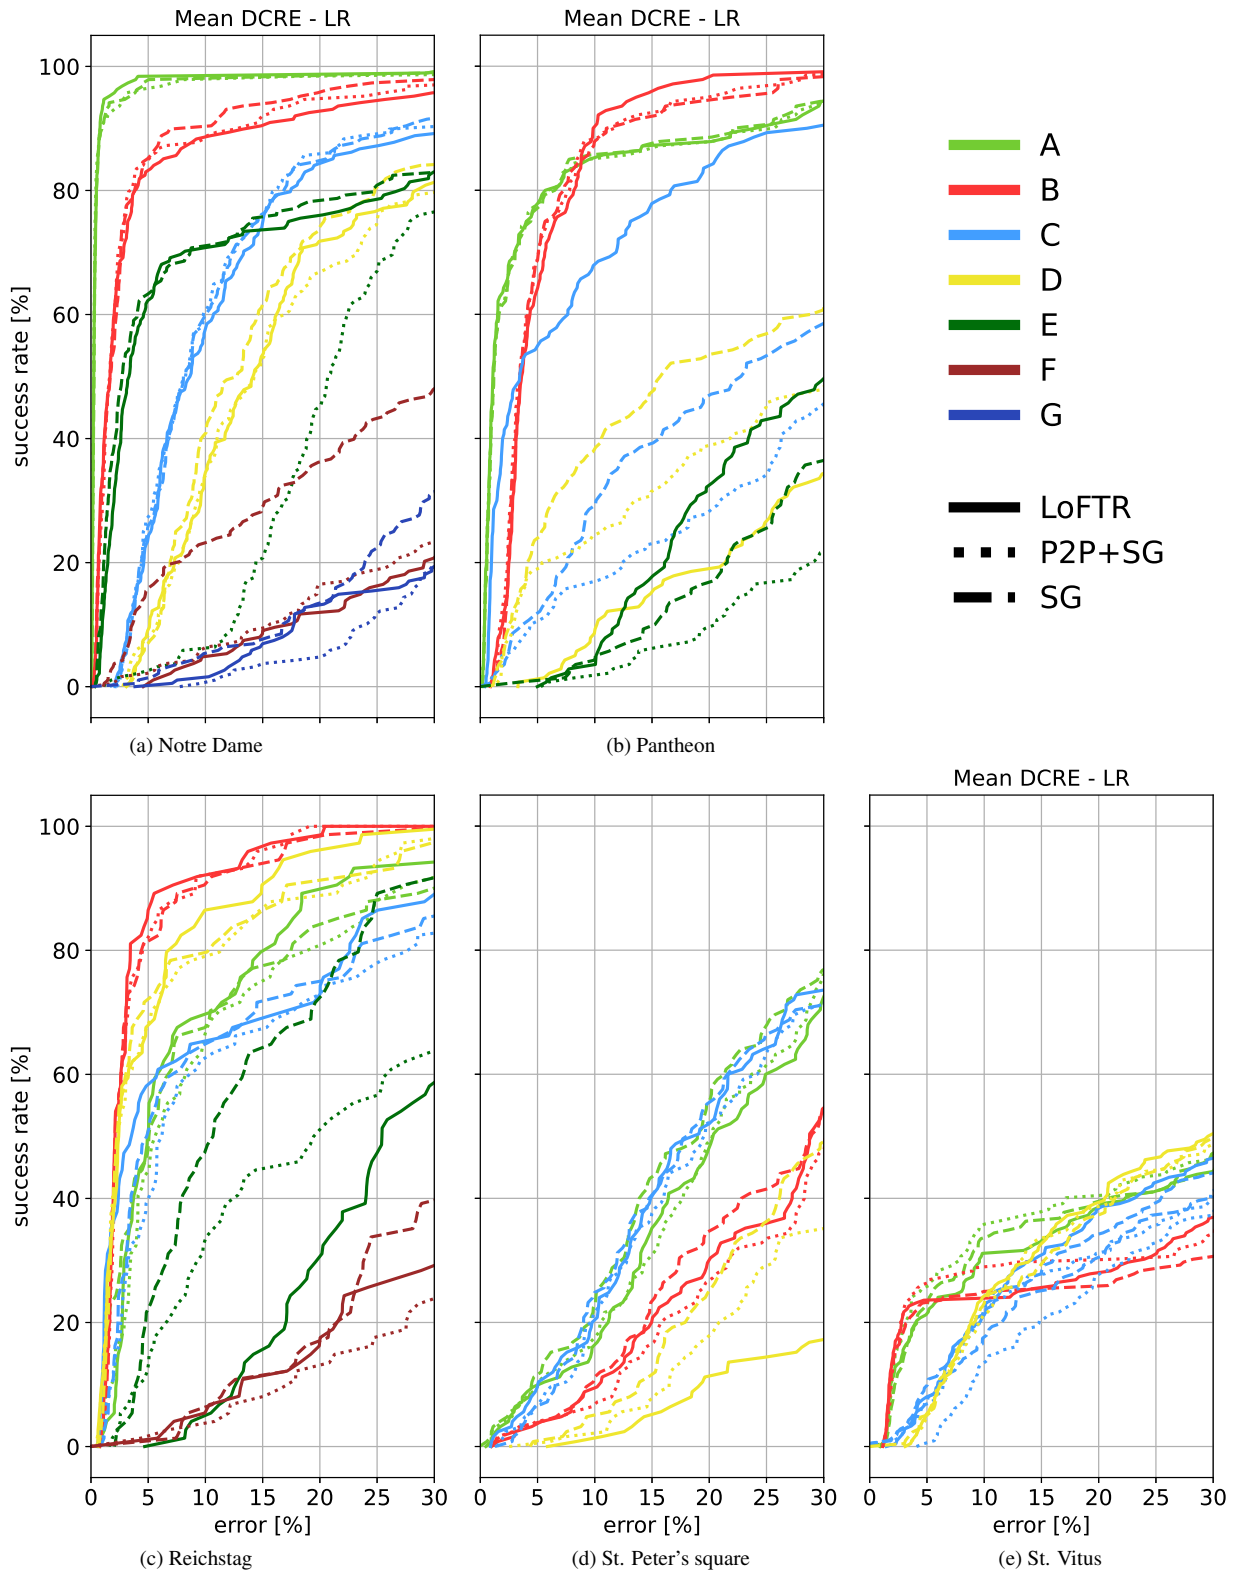 Mean DCRE - LR
Mean DCRE - LR
success rate [%]
100
80
60
40
20
0
A
B
C
D
E
F
G
LoFTR
P2P+SG
SG
(a) Notre Dame
(b) Pantheon
Mean DCRE - LR
success rate [%]
100
80
60
40
20
0
0 5 10 15 20 25 30
0 5 10 15 20 25 30
0 5 10 15 20 25 30
error [%]
error [%]
error [%]
(c) Reichstag
(d) St. Peter's square
(e) St. Vitus